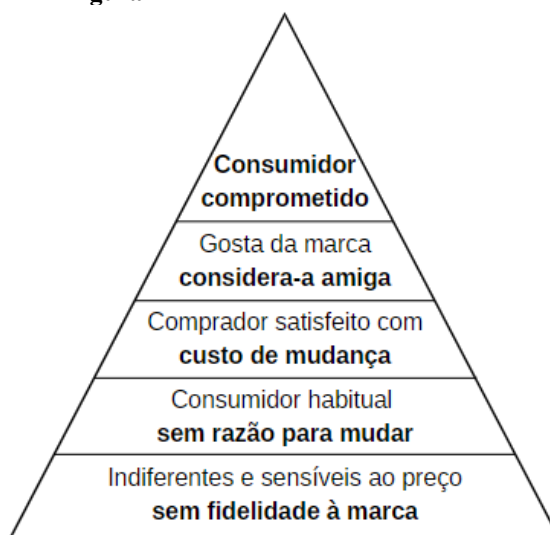 Consumidor
comprometido
Gosta da marca
considera-a amiga
Comprador satisfeito com
custo de mudança
Consumidor habitual
sem razão para mudar
Indiferentes e sensíveis ao preço
sem fidelidade à marca